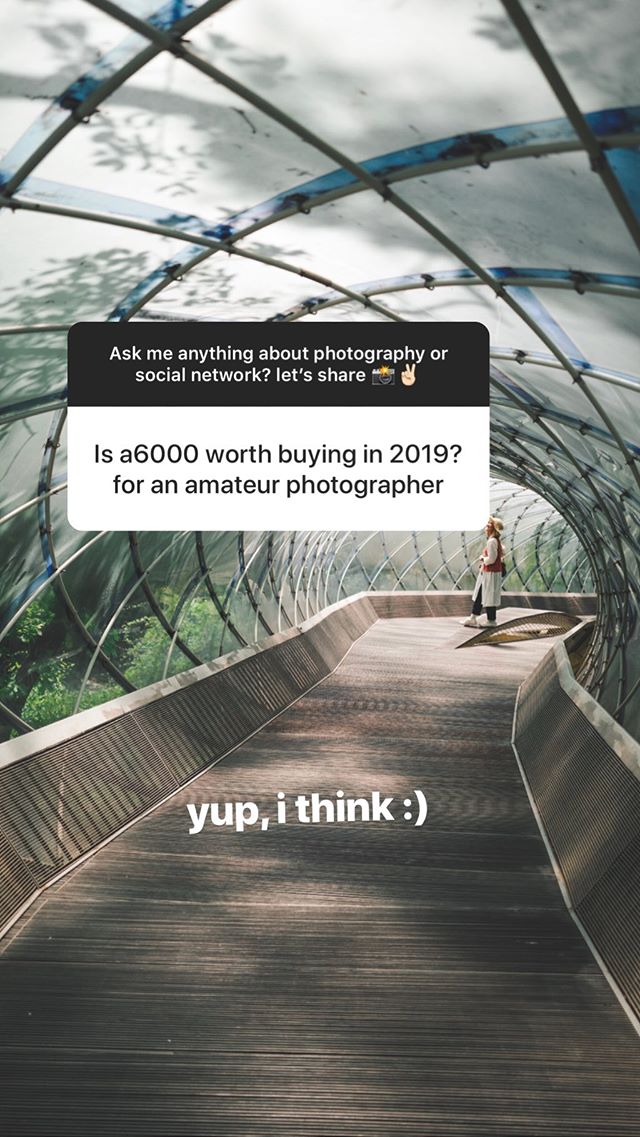 Ask me anything about photography or
social network? let’s share 📸✌🏻
Is a6000 worth buying in 2019?
for an amateur photographer
yup, i think :)